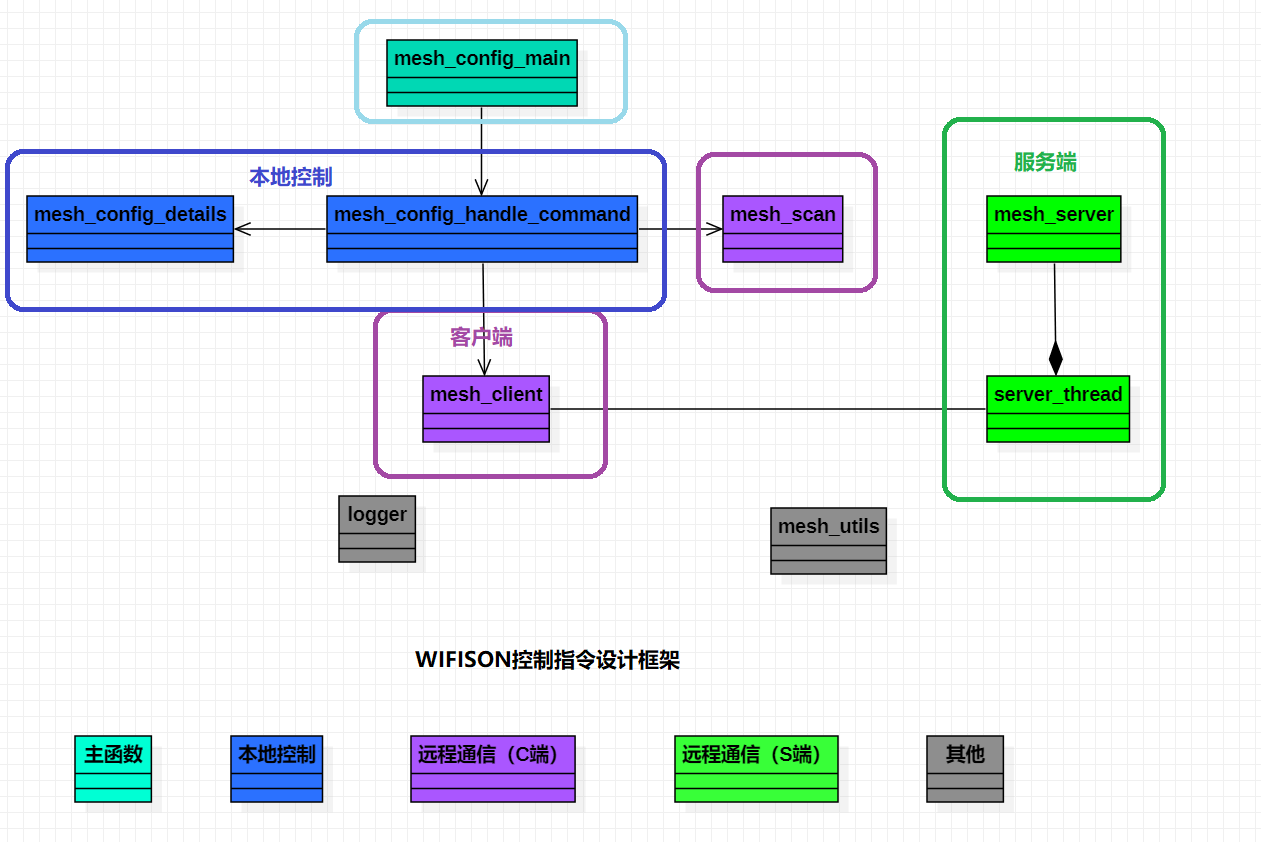 mesh_config_main
本地控制
服务端
mesh_config_details
mesh_config_handle_command
mesh_scan
mesh_server
客户端
mesh_client
server_thread
logger
mesh_utils
WIFISON控制指令设计框架
主函数
本地控制
远程通信（C端）
远程通信（S端）
其他